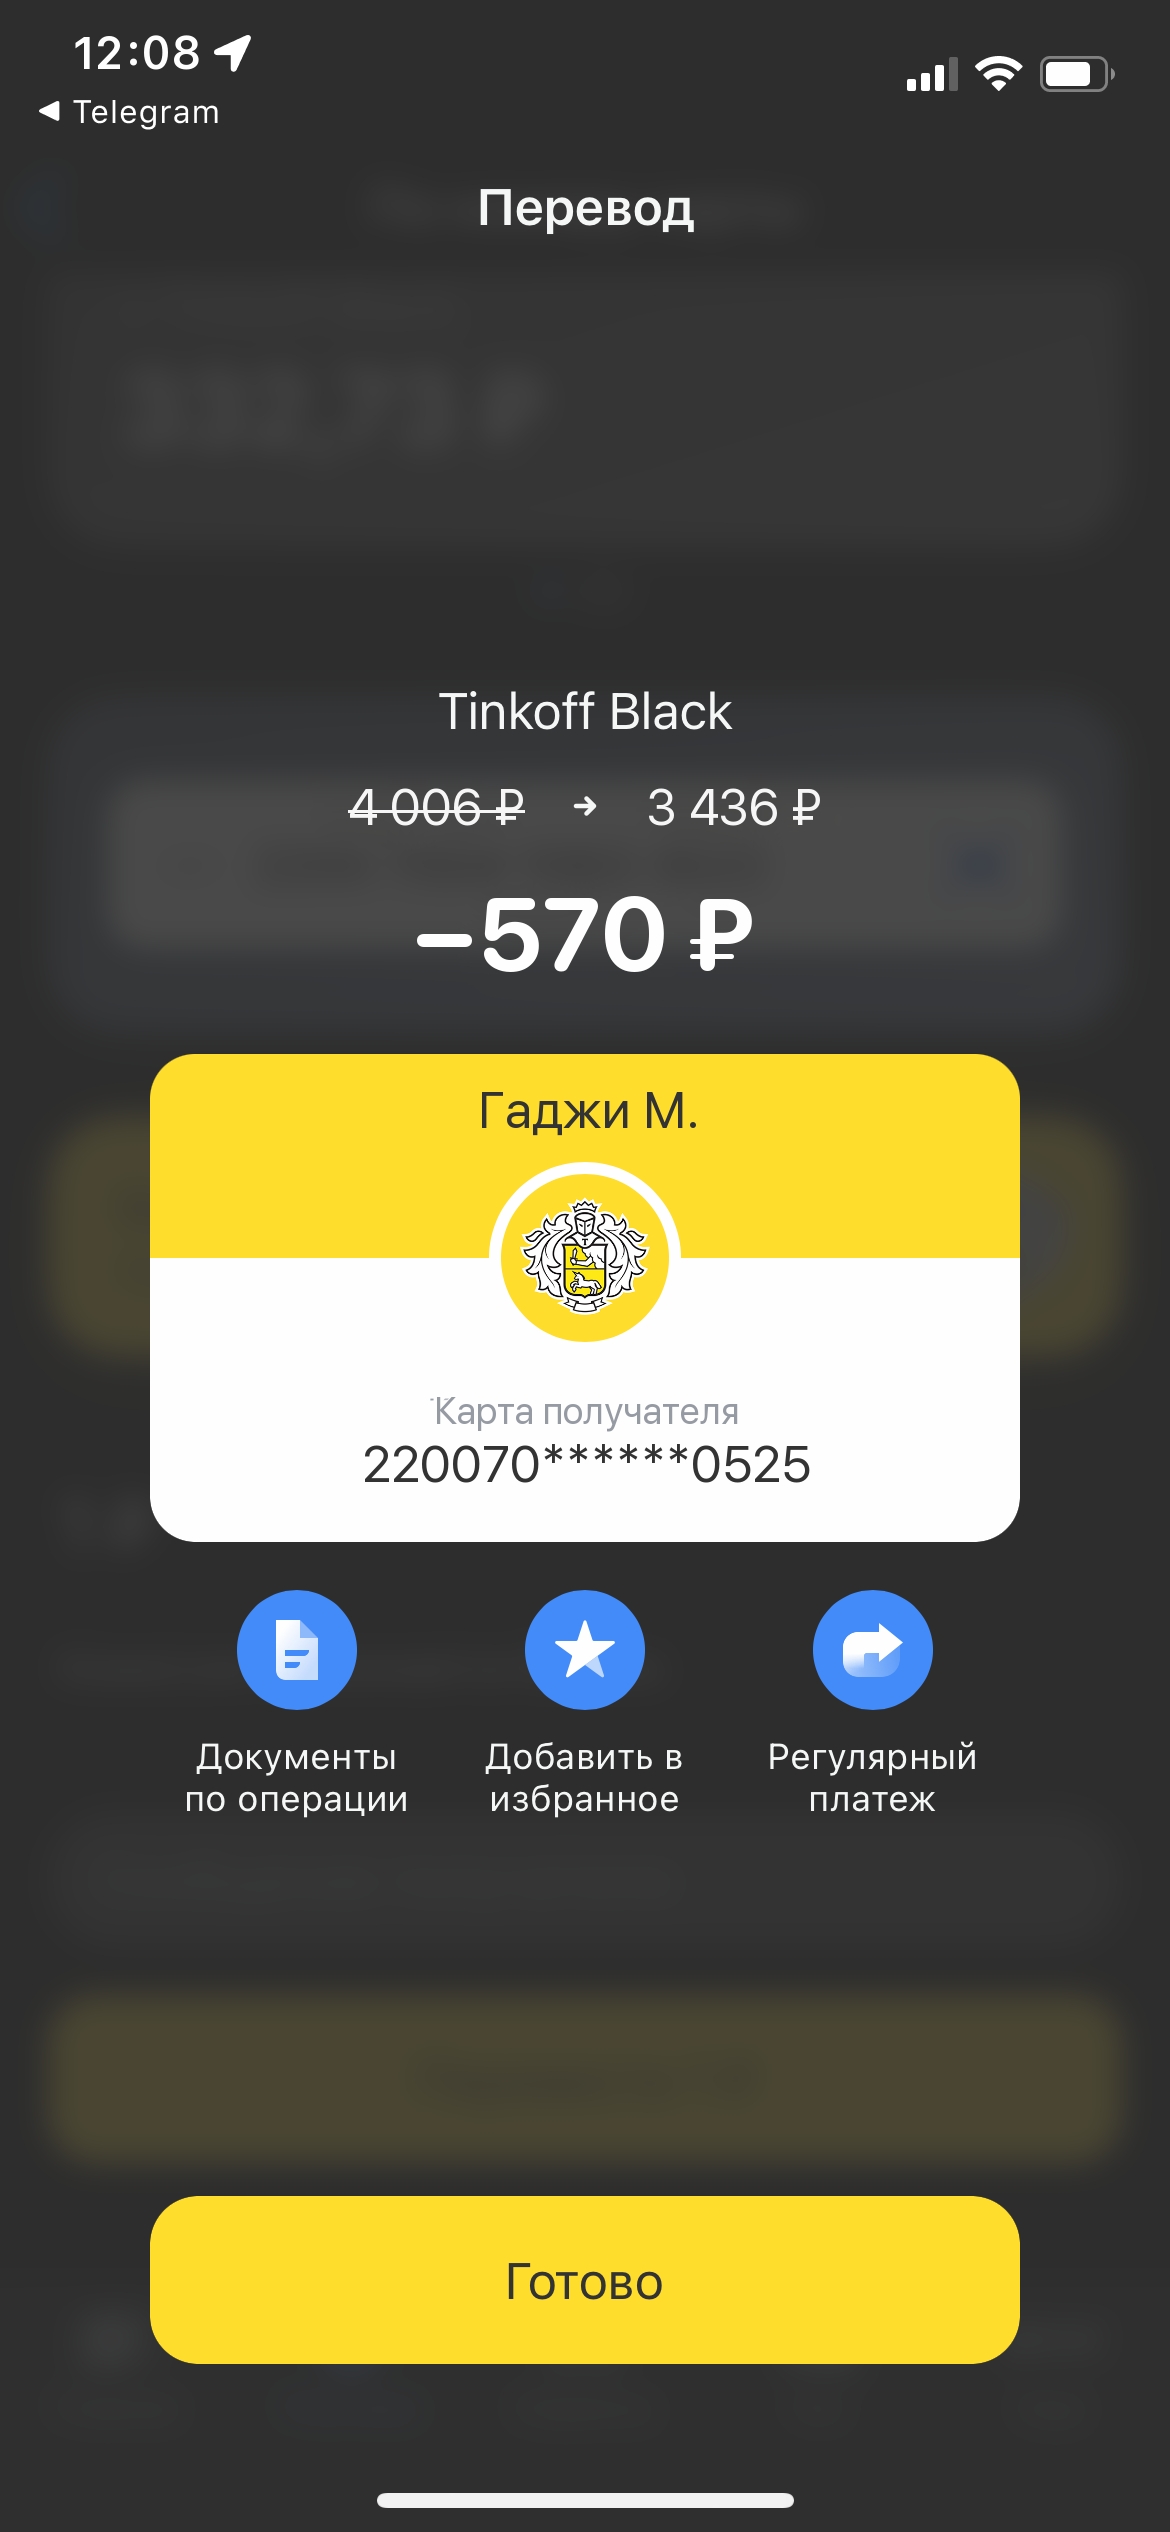 12:08
Telegram
Перевод
Tinkoff Black
4 006 ₽ → 3 436 ₽
–570 ₽
Гаджи М.
Карта получателя
220070******0525
Документы
по операции
Добавить в
избранное
Регулярный
платеж
Готово